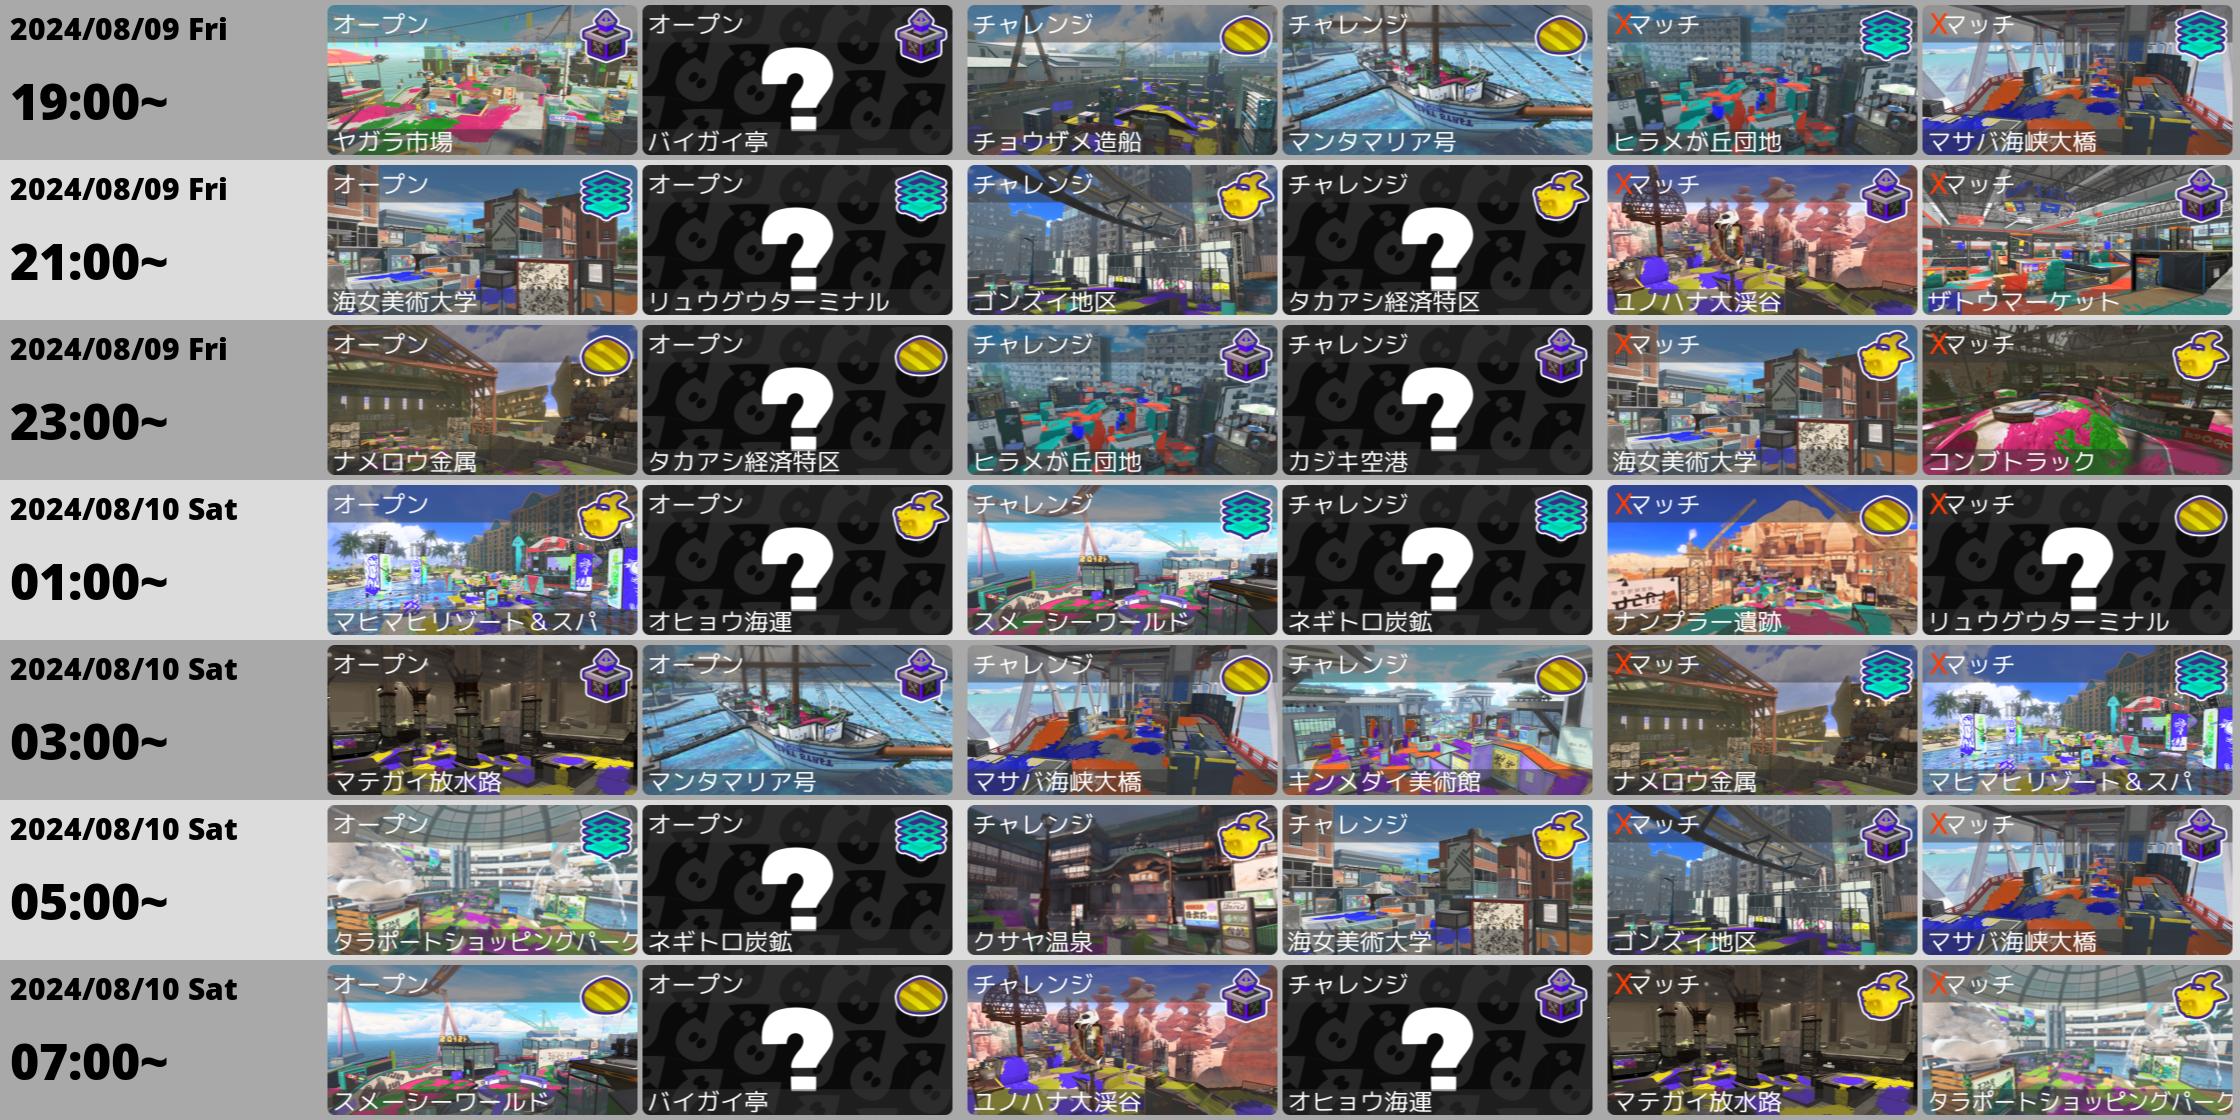 2024/08/09 Fri
19:00~
オープン
ヤガラ市場
オープン
バイガイ亭
チャレンジ
チョウザメ造船
チャレンジ
マンタマリア号
Xマッチ
ヒラメが丘団地
Xマッチ
マサバ海峡大橋
2024/08/09 Fri
21:00~
オープン
海女美術大学
オープン
リュウグウターミナル
チャレンジ
ゴンズイ地区
チャレンジ
タカアシ経済特区
Xマッチ
ユノハナ大渓谷
Xマッチ
ザトウマーケット
2024/08/09 Fri
23:00~
オープン
ナメロウ金属
オープン
タカアシ経済特区
チャレンジ
ヒラメが丘団地
チャレンジ
カジキ空港
Xマッチ
海女美術大学
Xマッチ
コンブトラック
2024/08/10 Sat
01:00~
オープン
マヒマヒリゾート&スパ
オープン
オヒョウ海運
チャレンジ
スメーシーワールド
チャレンジ
ネギトロ炭鉱
Xマッチ
ナンプラー遺跡
Xマッチ
リュウグウターミナル
2024/08/10 Sat
03:00~
オープン
マテガイ放水路
オープン
マンタマリア号
チャレンジ
マサバ海峡大橋
チャレンジ
キンメダイ美術館
Xマッチ
ナメロウ金属
Xマッチ
マヒマヒリゾート&スパ
2024/08/10 Sat
05:00~
オープン
タラポートショッピングパーク
オープン
ネギトロ炭鉱
チャレンジ
クサヤ温泉
チャレンジ
海女美術大学
Xマッチ
ゴンズイ地区
Xマッチ
マサバ海峡大橋
2024/08/10 Sat
07:00~
オープン
スメーシーワールド
オープン
バイガイ亭
チャレンジ
ユノハナ大渓谷
チャレンジ
オヒョウ海運
Xマッチ
マテガイ放水路
Xマッチ
タラポートショッピングパーク